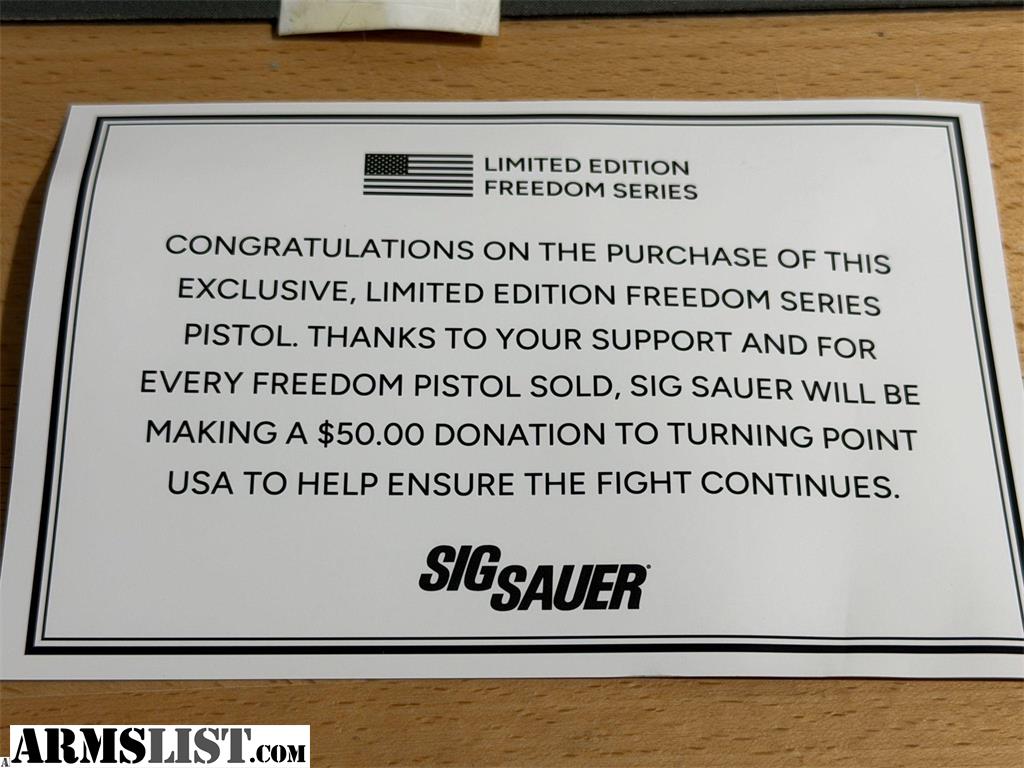 LIMITED EDITION
FREEDOM SERIES
CONGRATULATIONS ON THE PURCHASE OF THIS
EXCLUSIVE, LIMITED EDITION FREEDOM SERIES
PISTOL. THANKS TO YOUR SUPPORT AND FOR
EVERY FREEDOM PISTOL SOLD, SIG SAUER WILL BE
MAKING A $50.00 DONATION TO TURNING POINT
USA TO HELP ENSURE THE FIGHT CONTINUES.
SIG SAUER
ARMSLIST.COM